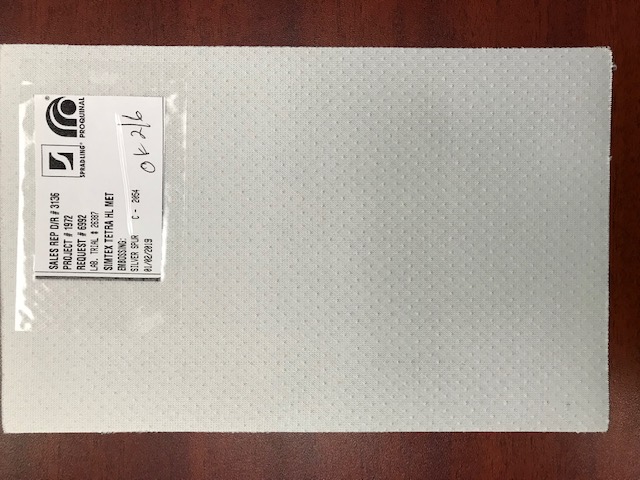 SALES REP D/R # 3136
PROJECT # 1972
REQUEST # 6992
LAB. TRIAL # 26387
SIMTEX TETRA HL MET
EMBOSSING:
SILVER SPUR C - 2054
01/02/2019
SPRADLING® PROQUINAL
OK 2/6